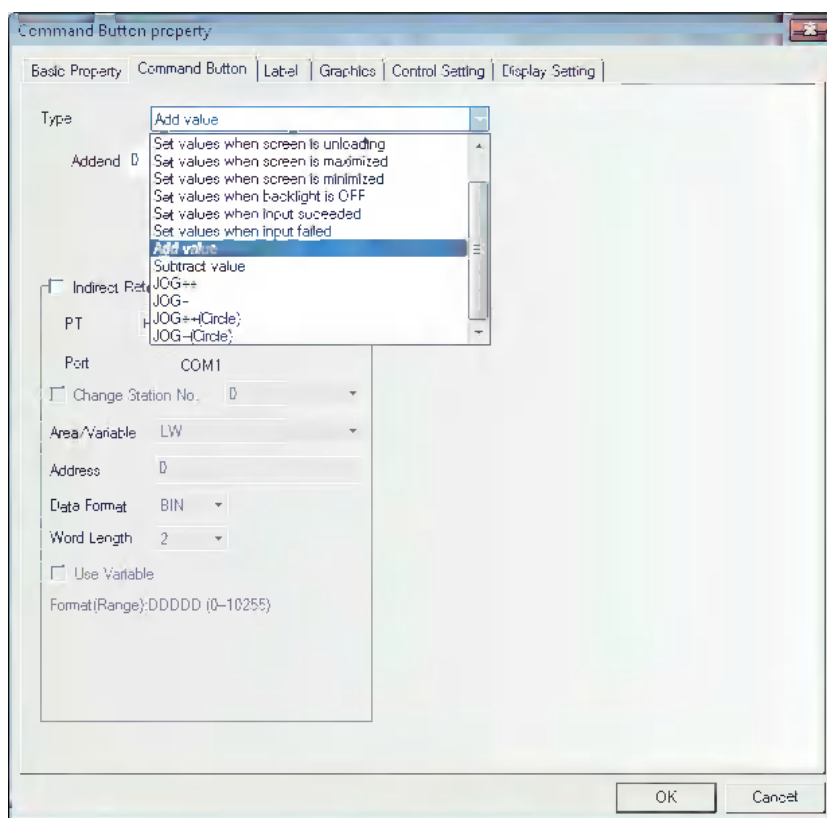 Command Button property
Basic Property Command Button Label Graphics Control Setting Display Setting
Type Add value
Set values when screen is unloading
Addend 0 Set values when screen is maximized
Set values when screen is minimized
Set values when backlight is OFF
Set values when input suceeded
Set values when input failed
Add value
Subtract value
Indirect JOG++
JOG--
PT H JOG++(Circle)
JOG--(Circle)
Port COM1
Change Station No. 0
Area/Variable LW
Address 0
Data Format BIN
Word Length 2
Use Variable
Format(Range):DDDDD (0--10255)
OK Cancel